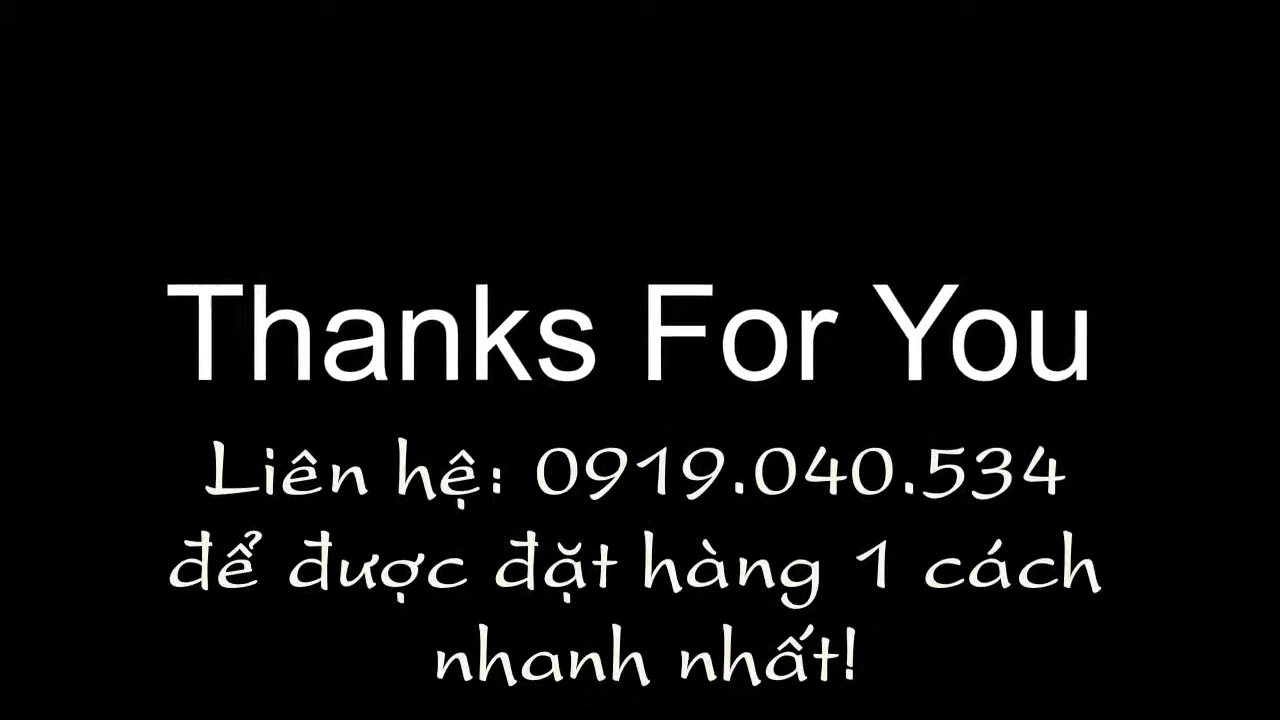 Thanks For You
Liên hệ: 0919.040.534
để được đặt hàng 1 cách
nhanh nhất!